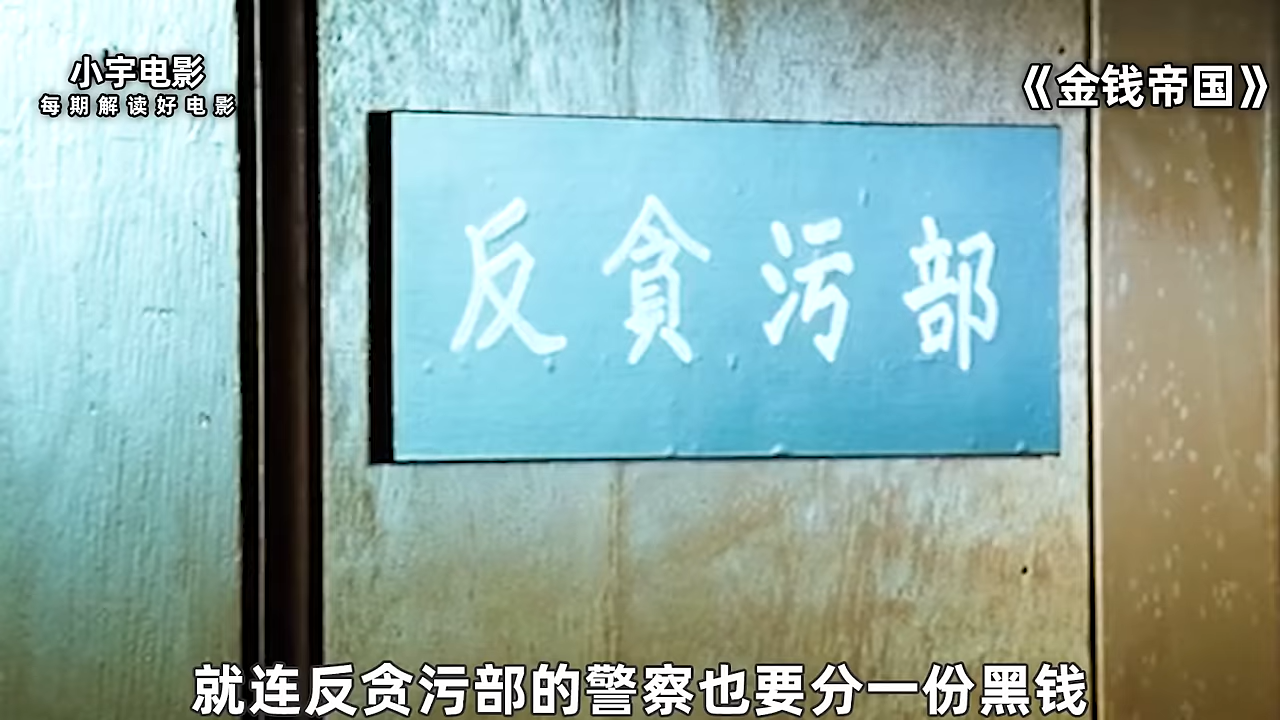 小宇电影
每期解读好电影
《金钱帝国》
反貪污部
就连反贪污部的警察也要分一份黑钱